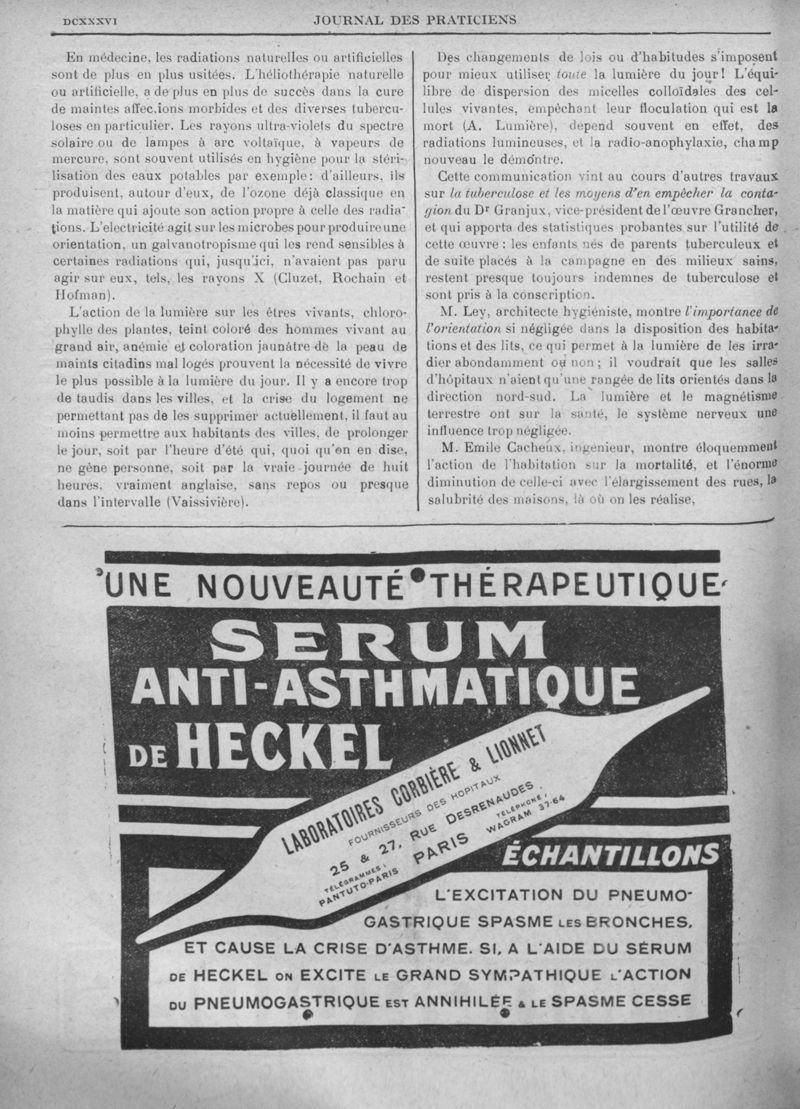 DCXXXVI
JOURNAL DES PRATICIENS
En médecine, les radiations naturelles ou artificielles
sont de plus en plus usitées. L'héliothérapie naturelle
ou artificielle, a de plus en plus de succès dans la cure
de maintes affec.ions morbides et des diverses tubercu-
loses en particulier. Les rayons ultra-violets du spectre
solaire ou de lampes à arc voltaïque, à vapeurs de
mercure, sont souvent utilisés en hygiène pour la stéri-
lisation des eaux potables par exemple: d'ailleurs, ils
produisent, autour d'eux, de l'ozone déjà classique en
la matière qui ajoute son action propre à celle des radia-
tions. L'electricité agit sur les microbes pour produire une
orientation, un galvanotropisme qui les rend sensibles à
certaines radiations qui, jusqu'ici, n'avaient pas paru
agir sur eux, tels, les rayons X (Cluzet, Rochain et
Hofman).
L'action de la lumière sur les êtres vivants, chloro-
phylle des plantes, teint coloré des hommes vivant au
grand air, anémie et coloration jaunâtre de la peau de
maints citadins mal logés prouvent la nécessité de vivre
le plus possible à la lumière du jour. Il y a encore trop
de taudis dans les villes, et la crise du logement ne
permettant pas de les supprimer actuellement, il faut au
moins permettre aux habitants des villes, de prolonger
le jour, soit par l'heure d'été qui, quoi qu'en en dise,
ne gène personne, soit par la vraie journée de huit
heures, vraiment anglaise, sans repos ou presque
dans l'intervalle (Vaissivière).
Des changements de lois ou d'habitudes s'imposent
pour mieux utiliser toute la lumière du jour! L'équi-
libre de dispersion des micelles colloïdales des cel-
lules vivantes, empêchant leur floculation qui est la
mort (A. Lumière), depend souvent en effet, des
radiations lumineuses, et la radio-anophylaxie, champ
nouveau le démontre.
Cette communication vint au cours d'autres travaux
sur la tuberculose et les moyens d'en empêcher la conta-
gion du Dr Granjux, vice-président de l'œuvre Grancher,
et qui apporta des statistiques probantes sur l'utilité de
cette œuvre : les enfants nés de parents tuberculeux et
de suite placés à la campagne en des milieux sains,
restent presque toujours indemnes de tuberculose et
sont pris à la conscription.
M. Ley, architecte hygiéniste, montre l'importance de
l'orientation si négligée dans la disposition des habita-
tions et des lits, ce qui permet à la lumière de les irra-
dier abondamment ou non ; il voudrait que les salles
d'hôpitaux n'aient qu'une rangée de lits orientés dans la
direction nord-sud. La lumière et le magnétisme
terrestre ont sur la santé, le système nerveux une
influence trop négligée.
M. Emile Cacheux, ingénieur, montre éloquemment
l'action de l'habitation sur la mortalité, et l'énorme
diminution de celle-ci avec l'élargissement des rues, la
salubrité des maisons, là où on les réalise.
UNE NOUVEAUTÉ THÉRAPEUTIQUE
SERUM
ANTI-ASTHMATIQUE
DE HECKEL
LABORATOIRES CORBIÈRE & LIONNET
FOURNISSEURS DES HOPITAUX
25 & 27, RUE DESRENAUDES.
TÉLÉGRAMMES:
PANTUTO-PARIS
PARIS
TÉLÉPHONE:
WAGRAM 37-64
ÉCHANTILLONS
L'EXCITATION DU PNEUMO-
GASTRIQUE SPASME LES BRONCHES,
ET CAUSE LA CRISE D'ASTHME. SI, A L'AIDE DU SÉRUM
DE HECKEL ON EXCITE LE GRAND SYMPATHIQUE L'ACTION
DU PNEUMOGASTRIQUE EST ANNIHILÉE & LE SPASME CESSE